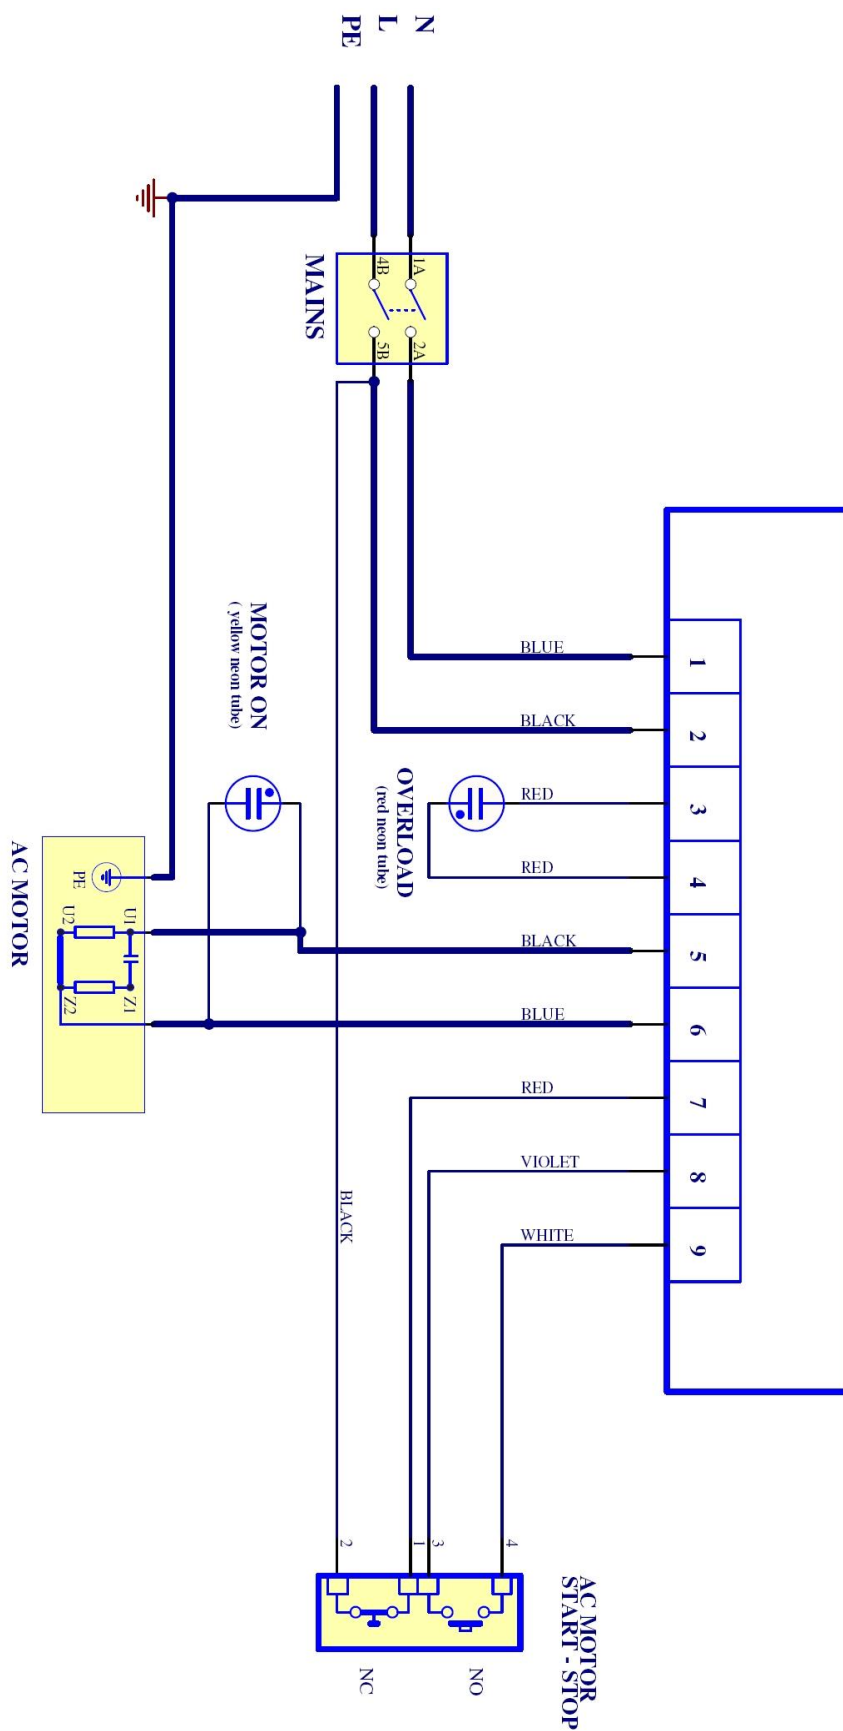 N
L
PE
MAINS
1A
4B
2A
5B
MOTOR ON
( yellow neon tube)
OVERLOAD
(red neon tube)
BLUE
BLACK
RED
RED
BLACK
BLUE
RED
VIOLET
WHITE
1
2
3
4
5
6
7
8
9
AC MOTOR
PE
U1
U2
Z1
Z2
BLACK
2
1
3
4
AC MOTOR
START - STOP
NO
NC